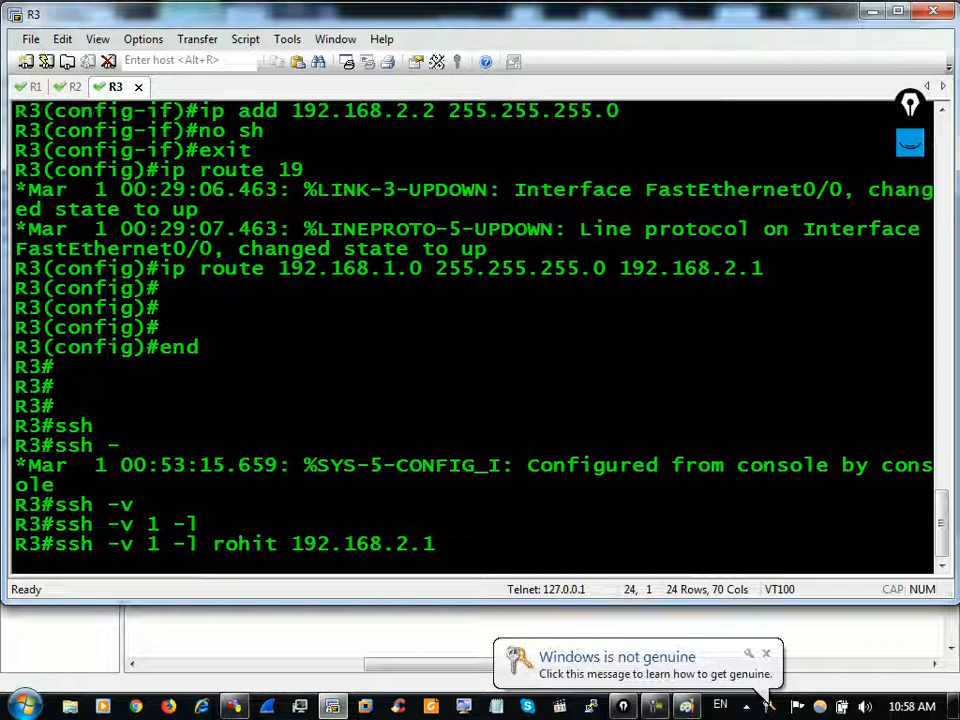 R3
File Edit View Options Transfer Script Tools Window Help
Enter host <Alt+R>
R1 R2 R3
R3(config-if)#ip add 192.168.2.2 255.255.255.0
R3(config-if)#no sh
R3(config-if)#exit
R3(config)#ip route 19
*Mar 1 00:29:06.463: %LINK-3-UPDOWN: Interface FastEthernet0/0, chang
ed state to up
*Mar 1 00:29:07.463: %LINEPROTO-5-UPDOWN: Line protocol on Interface
FastEthernet0/0, changed state to up
R3(config)#ip route 192.168.1.0 255.255.255.0 192.168.2.1
R3(config)#
R3(config)#
R3(config)#
R3(config)#end
R3#
R3#
R3#
R3#ssh
R3#ssh -
*Mar 1 00:53:15.659: %SYS-5-CONFIG_I: Configured from console by cons
ole
R3#ssh -v
R3#ssh -v 1 -l
R3#ssh -v 1 -l rohit 192.168.2.1
Ready Telnet: 127.0.0.1 24, 1 24 Rows, 70 Cols VT100 CAP NUM
Windows is not genuine
Click this message to learn how to get genuine.
EN 10:58 AM